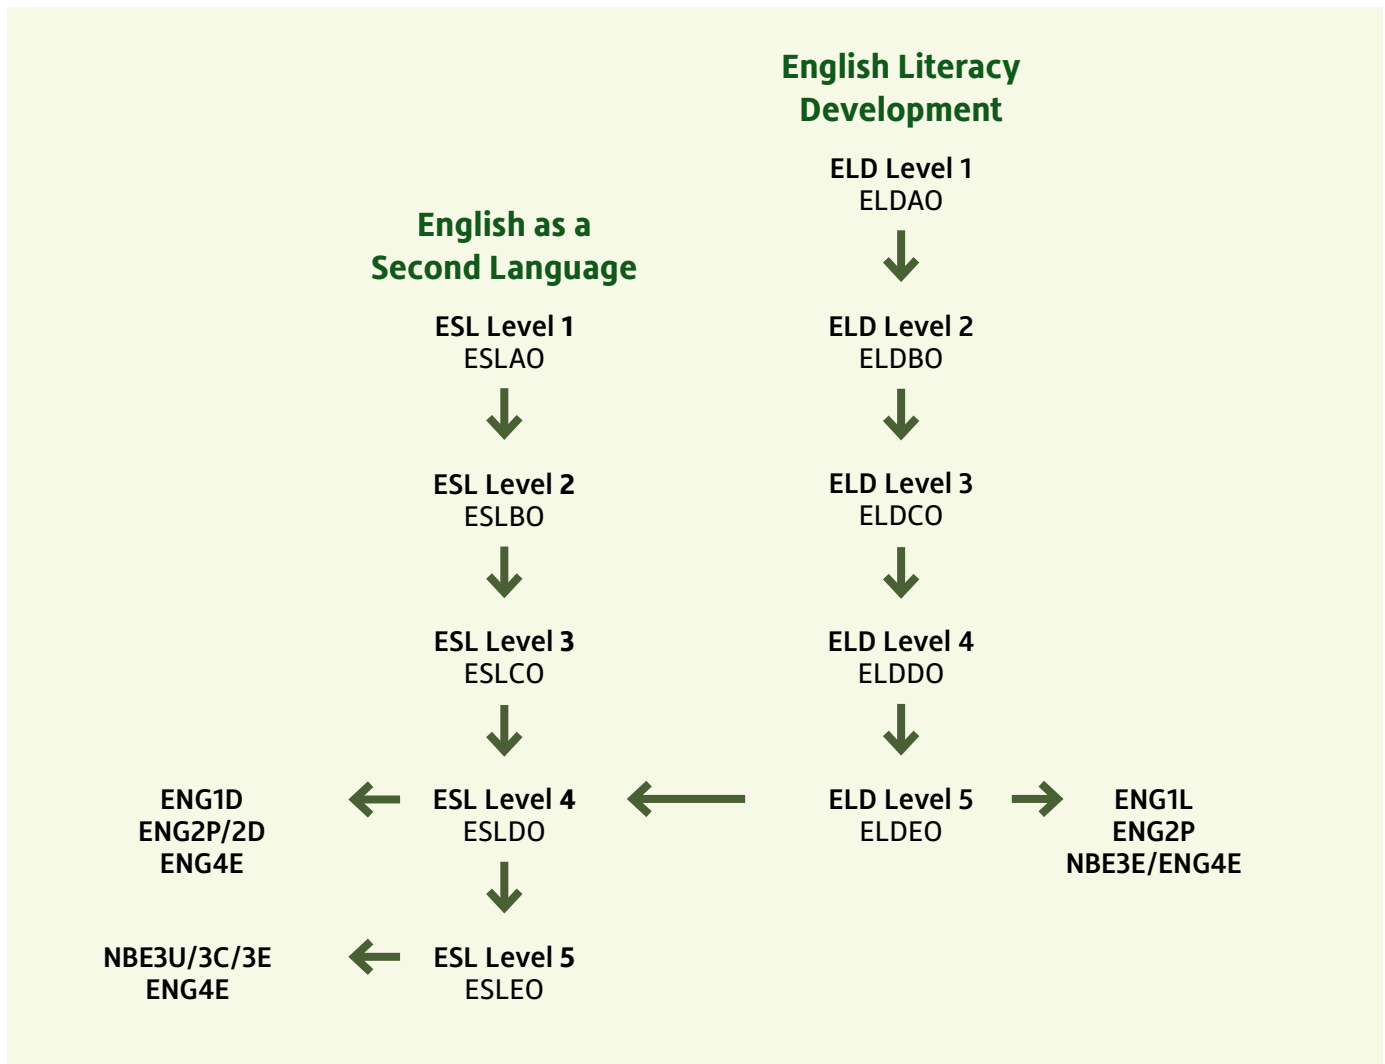 English Literacy
Development
ELD Level 1
ELDAO
English as a
Second Language
ESL Level 1
ESLAO
ELD Level 2
ELDBO
ESL Level 2
ESLBO
ELD Level 3
ELDCO
ESL Level 3
ESLCO
ELD Level 4
ELDDO
ENG1D
ENG2P/2D
ENG4E
ESL Level 4
ESLDO
ELD Level 5
ELDEO
ENG1L
ENG2P
NBE3E/ENG4E
NBE3U/3C/3E
ENG4E
ESL Level 5
ESLEO